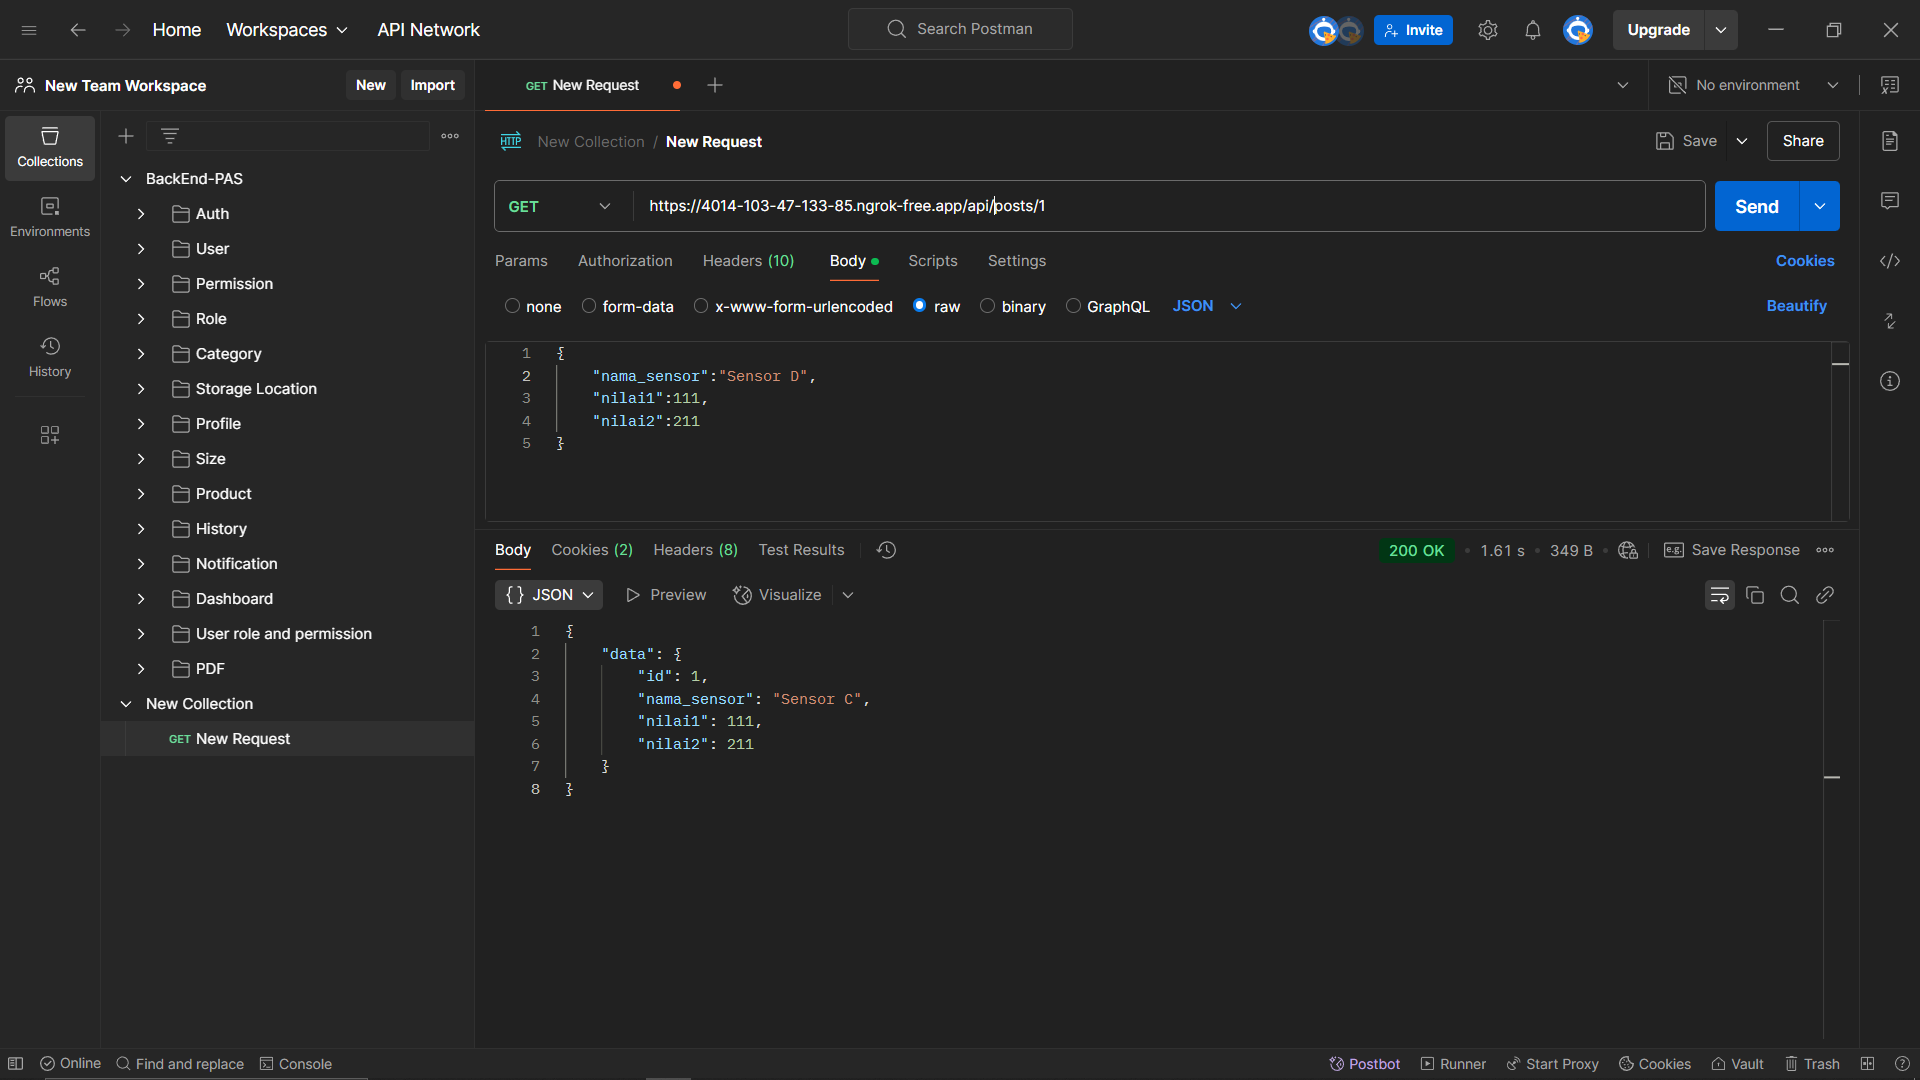 Home
Workspaces
API Network
Search Postman
Invite
Upgrade
New Team Workspace
New
Import
GET New Request
No environment
Collections
Environments
Flows
History
BackEnd-PAS
Auth
User
Permission
Role
Category
Storage Location
Profile
Size
Product
History
Notification
Dashboard
User role and permission
PDF
New Collection
GET New Request
HTTP New Collection / New Request
Save
Share
GET
https://4014-103-47-133-85.ngrok-free.app/api/posts/1
Send
Params Authorization Headers (10) Body Scripts Settings
Cookies
none form-data x-www-form-urlencoded raw binary GraphQL JSON
Beautify
1 {
2 "nama_sensor":"Sensor D",
3 "nilai1":111,
4 "nilai2":211
5 }
Body Cookies (2) Headers (8) Test Results
200 OK • 1.61 s • 349 B •
e.g. Save Response
{} JSON Preview Visualize
1 {
2 "data": {
3 "id": 1,
4 "nama_sensor": "Sensor C",
5 "nilai1": 111,
6 "nilai2": 211
7 }
8 }
Online Find and replace Console
Postbot Runner Start Proxy Cookies Vault Trash